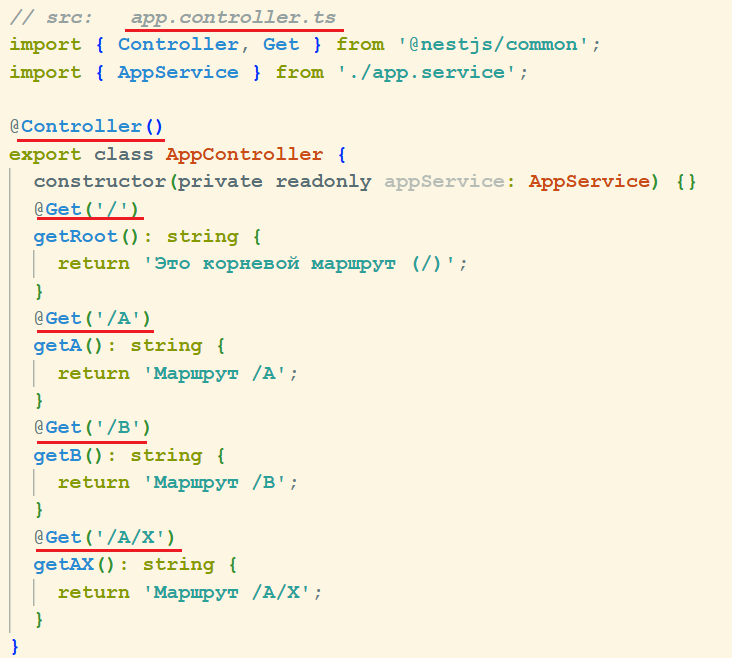 // src:   app.controller.ts
import { Controller, Get } from '@nestjs/common';
import { AppService } from './app.service';
@Controller()
export class AppController {
constructor(private readonly appService: AppService) {}
@Get('/')
getRoot(): string {
return 'Это корневой маршрут (/)';
}
@Get('/A')
getA(): string {
return 'Маршрут /A';
}
@Get('/B')
getB(): string {
return 'Маршрут /B';
}
@Get('/A/X')
getAX(): string {
return 'Маршрут /A/X';
}
}